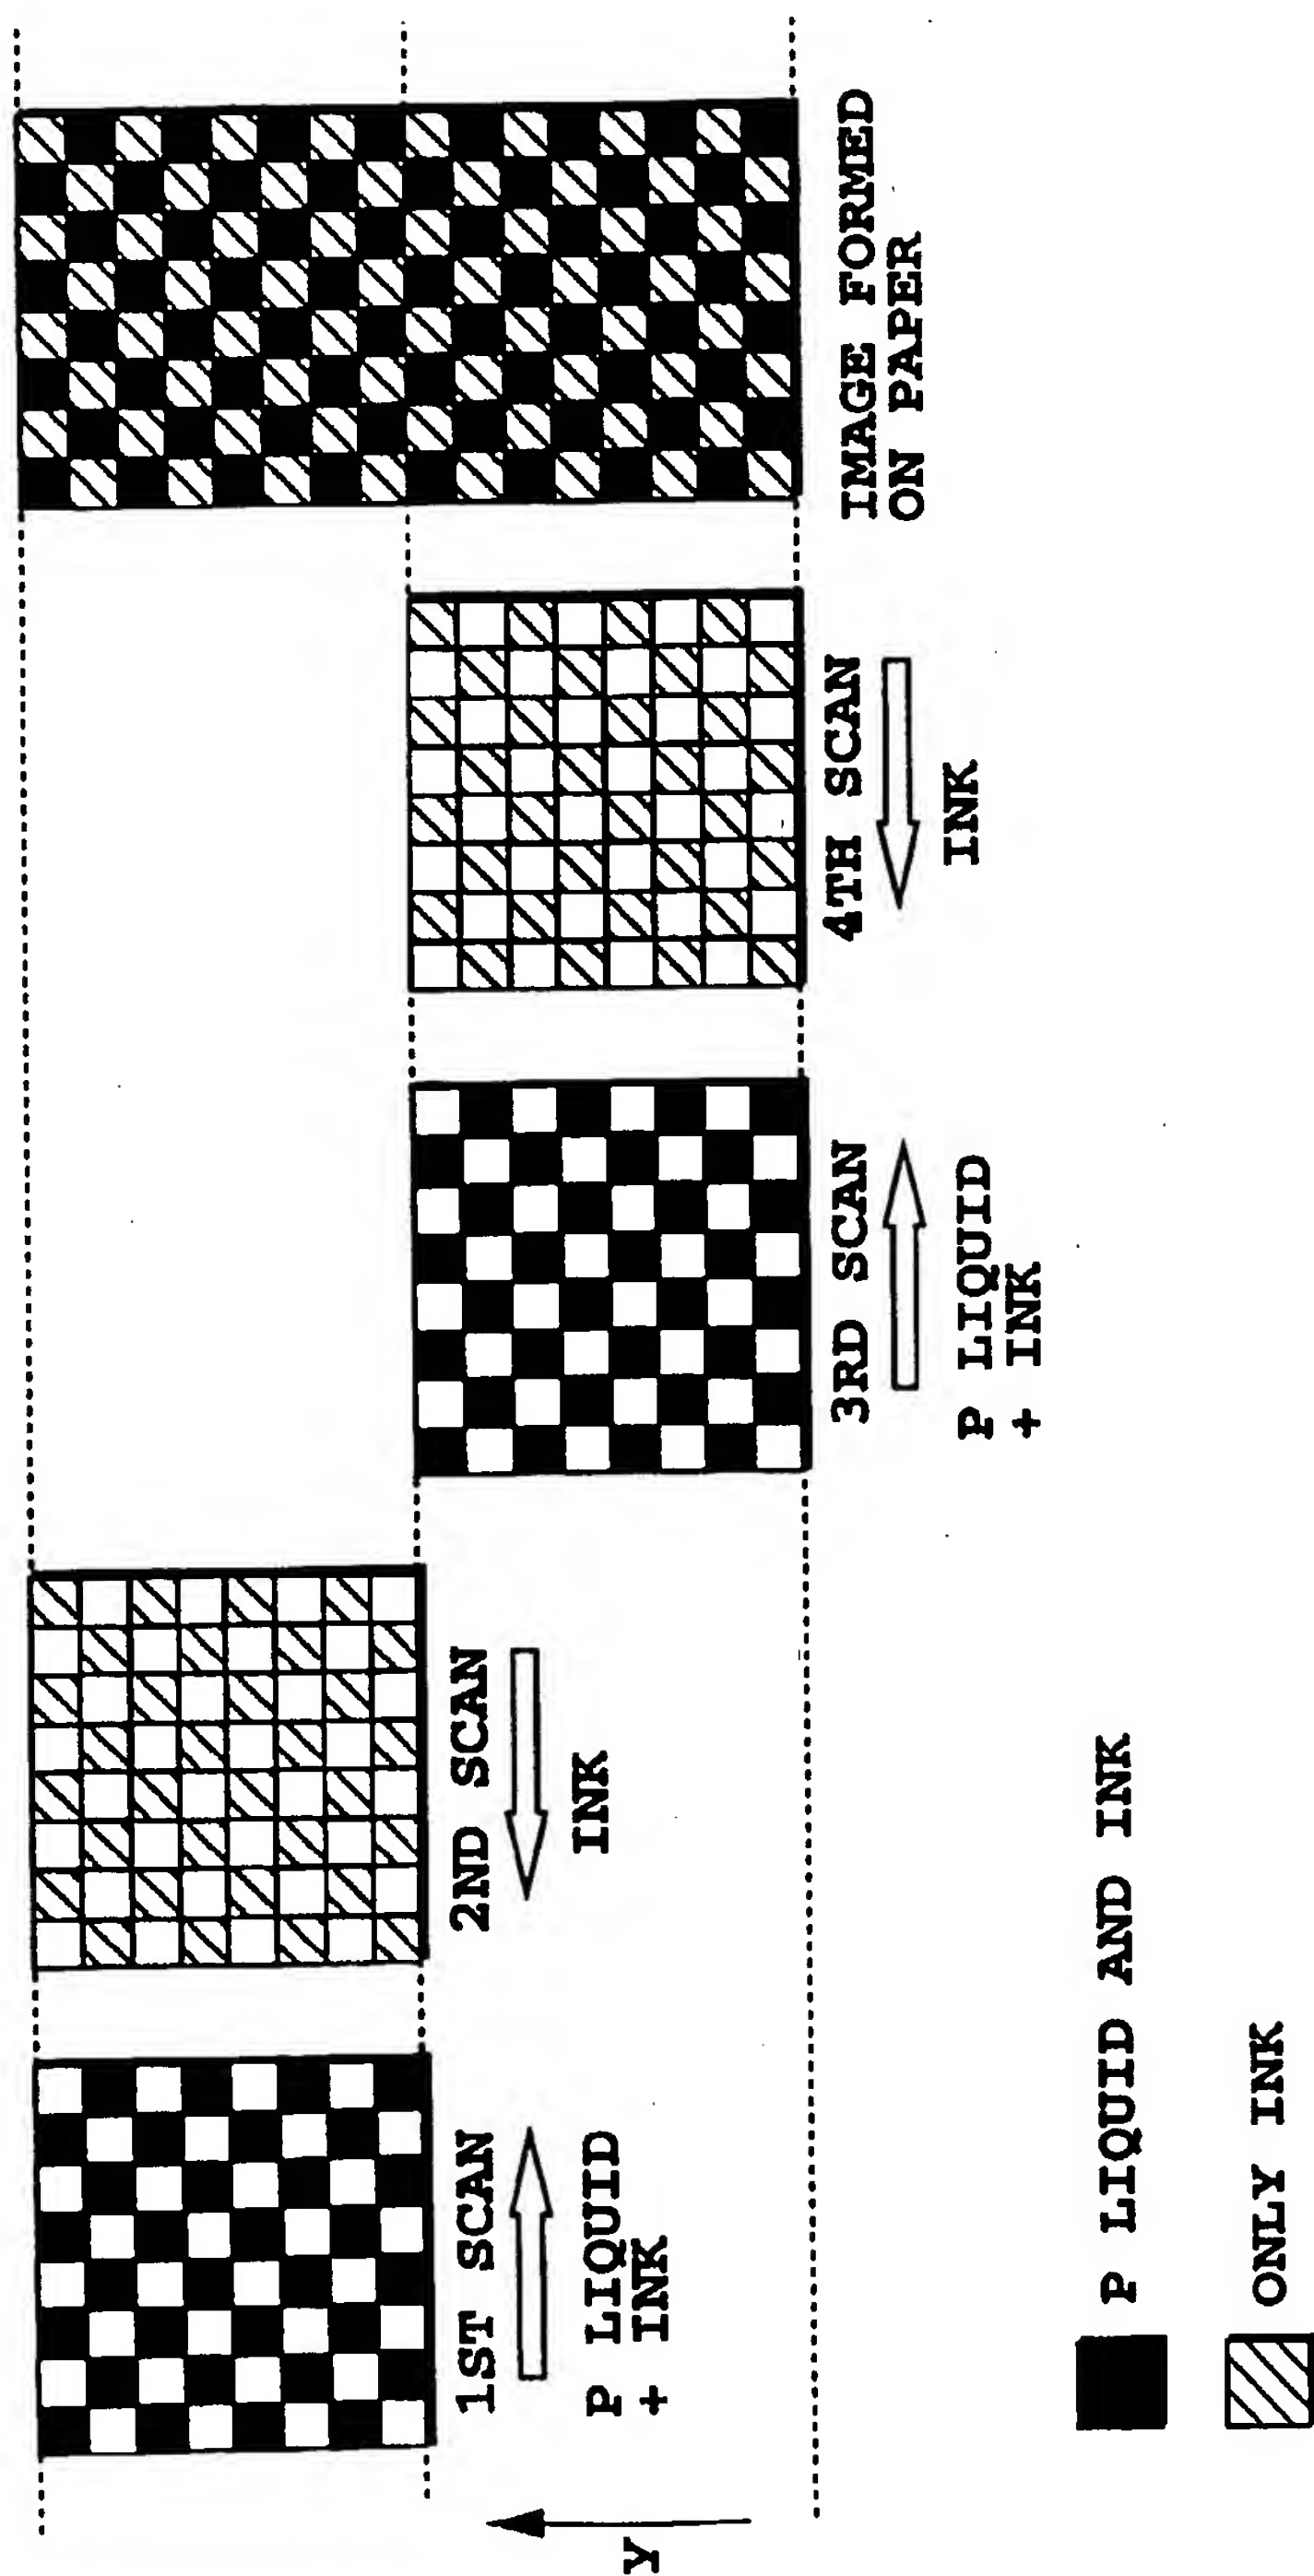 y
1ST SCAN
P LIQUID
+ INK
2ND SCAN
INK
3RD SCAN
P LIQUID
+ INK
4TH SCAN
INK
IMAGE FORMED
ON PAPER
P LIQUID AND INK
ONLY INK